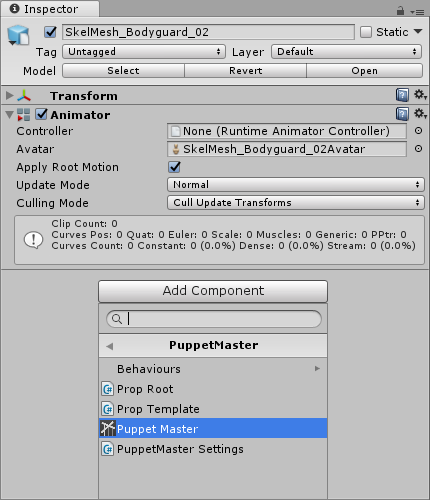 Inspector
SkelMesh_Bodyguard_02 Static
Tag Untagged Layer Default
Model Select Revert Open
Transform
Animator
Controller None (Runtime Animator Controller)
Avatar SkelMesh_Bodyguard_02Avatar
Apply Root Motion
Update Mode Normal
Culling Mode Cull Update Transforms
Clip Count: 0
Curves Pos: 0 Quat: 0 Euler: 0 Scale: 0 Muscles: 0 Generic: 0 PPtr: 0
Curves Count: 0 Constant: 0 (0.0%) Dense: 0 (0.0%) Stream: 0 (0.0%)
Add Component
PuppetMaster
Behaviours
Prop Root
Prop Template
Puppet Master
PuppetMaster Settings